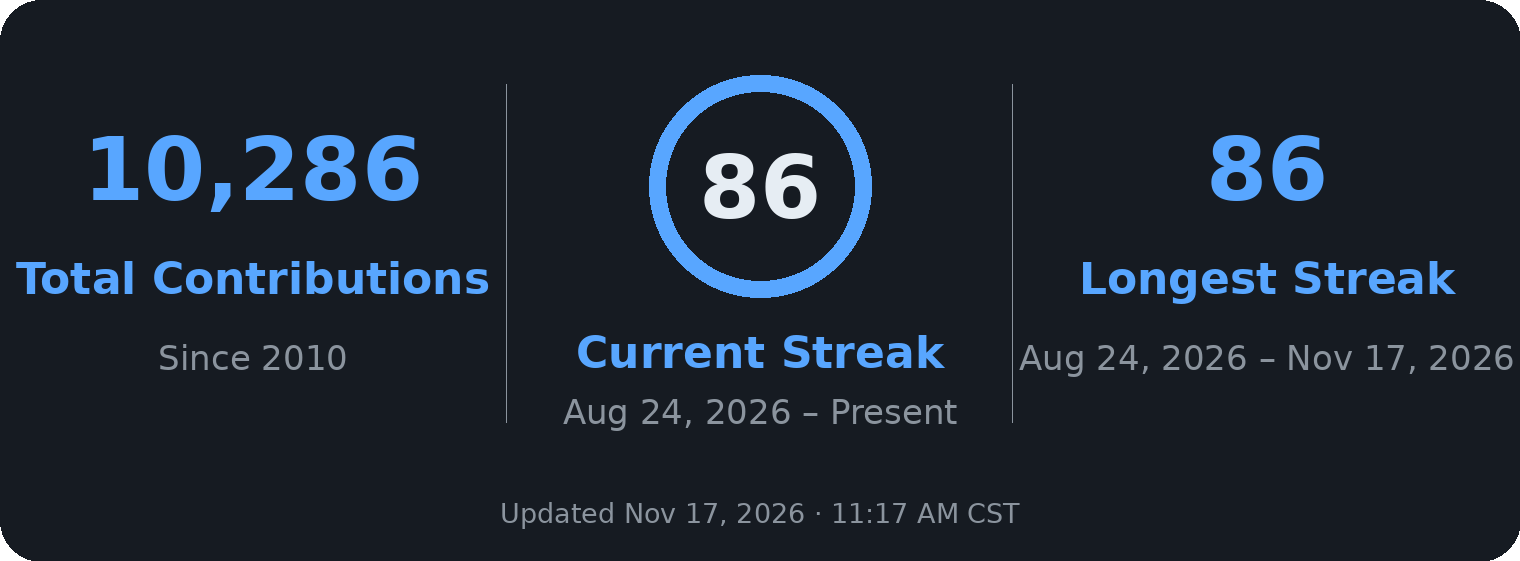 10,286
Total Contributions
Since 2010
86
Current Streak
Aug 24, 2026 – Present
86
Longest Streak
Aug 24, 2026 – Nov 17, 2026
Updated Nov 17, 2026 · 11:17 AM CST